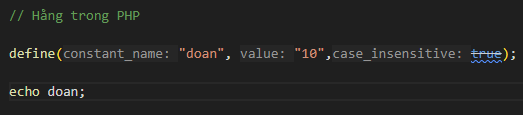 // Hằng trong PHP
define(constant_name: "doan", value: "10",case_insensitive: true);
echo doan;